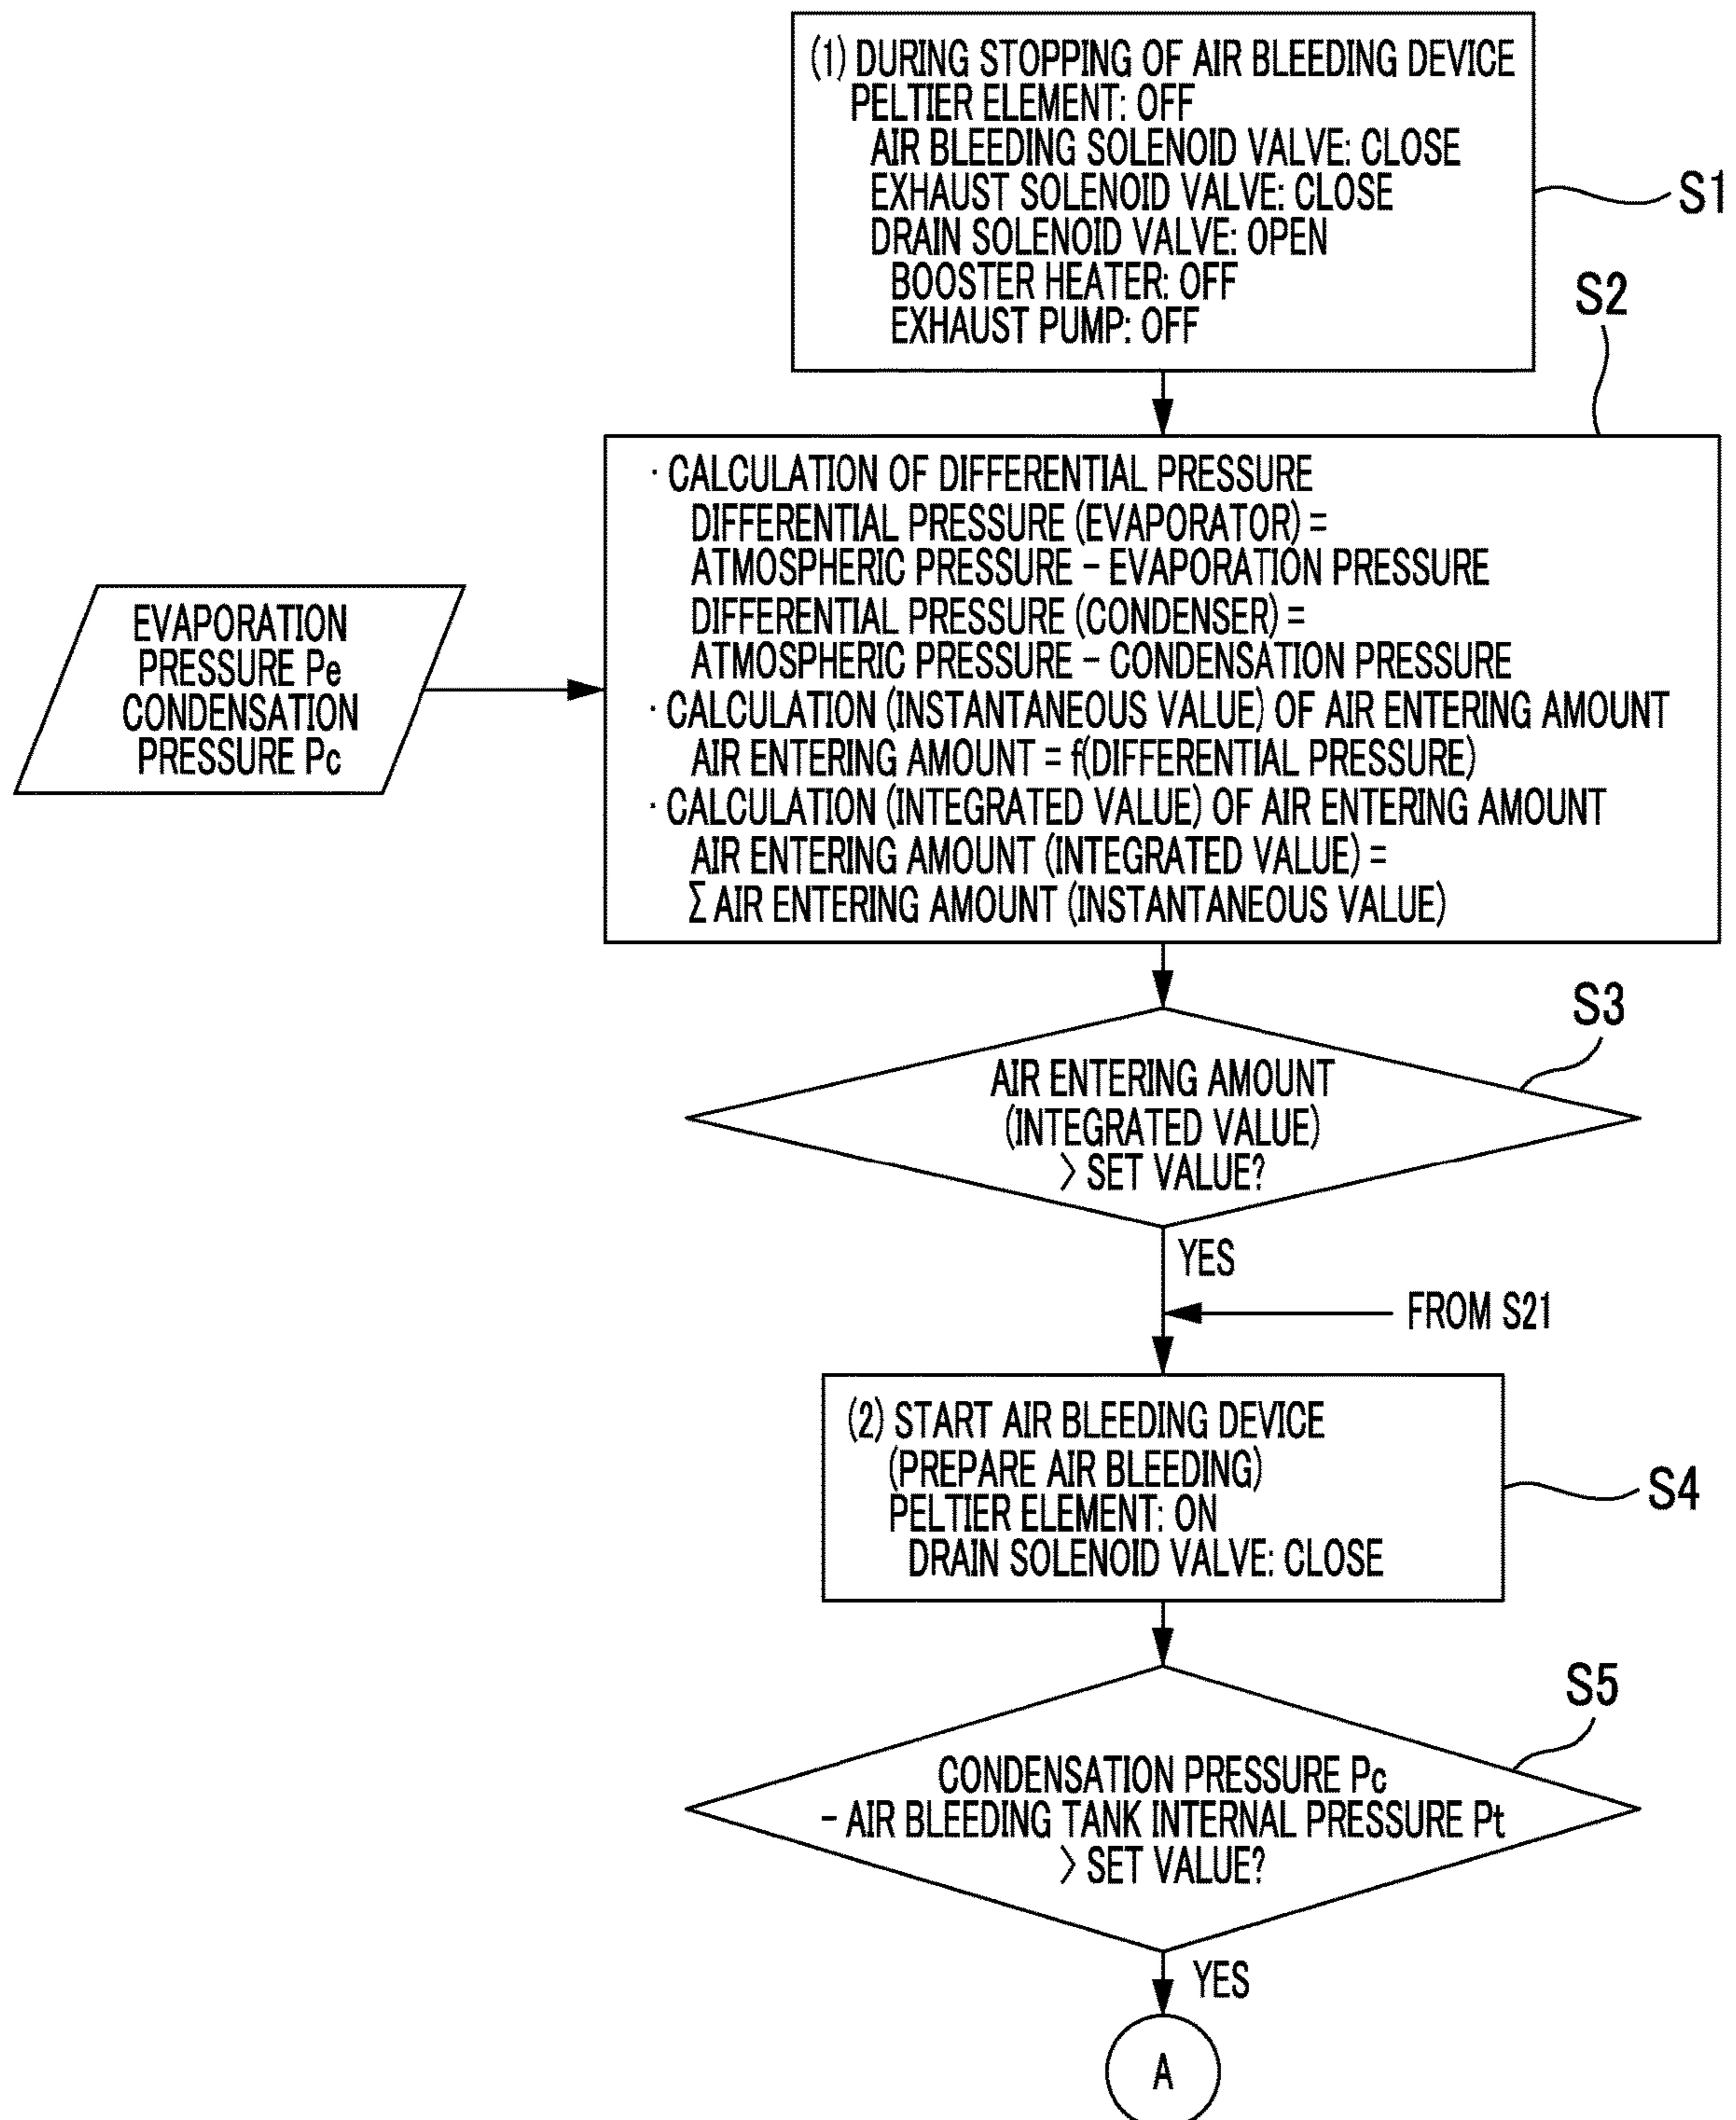 (1) DURING STOPPING OF AIR BLEEDING DEVICE
PELTIER ELEMENT: OFF
AIR BLEEDING SOLENOID VALVE: CLOSE
EXHAUST SOLENOID VALVE: CLOSE
DRAIN SOLENOID VALVE: OPEN
BOOSTER HEATER: OFF
EXHAUST PUMP: OFF
S1
S2
EVAPORATION
PRESSURE Pe
CONDENSATION
PRESSURE Pc
· CALCULATION OF DIFFERENTIAL PRESSURE
DIFFERENTIAL PRESSURE (EVAPORATOR) =
ATMOSPHERIC PRESSURE - EVAPORATION PRESSURE
DIFFERENTIAL PRESSURE (CONDENSER) =
ATMOSPHERIC PRESSURE - CONDENSATION PRESSURE
· CALCULATION (INSTANTANEOUS VALUE) OF AIR ENTERING AMOUNT
AIR ENTERING AMOUNT = f(DIFFERENTIAL PRESSURE)
· CALCULATION (INTEGRATED VALUE) OF AIR ENTERING AMOUNT
AIR ENTERING AMOUNT (INTEGRATED VALUE) =
Σ AIR ENTERING AMOUNT (INSTANTANEOUS VALUE)
S3
AIR ENTERING AMOUNT
(INTEGRATED VALUE)
> SET VALUE?
YES
FROM S21
(2) START AIR BLEEDING DEVICE
(PREPARE AIR BLEEDING)
PELTIER ELEMENT: ON
DRAIN SOLENOID VALVE: CLOSE
S4
S5
CONDENSATION PRESSURE Pc
- AIR BLEEDING TANK INTERNAL PRESSURE Pt
> SET VALUE?
YES
A